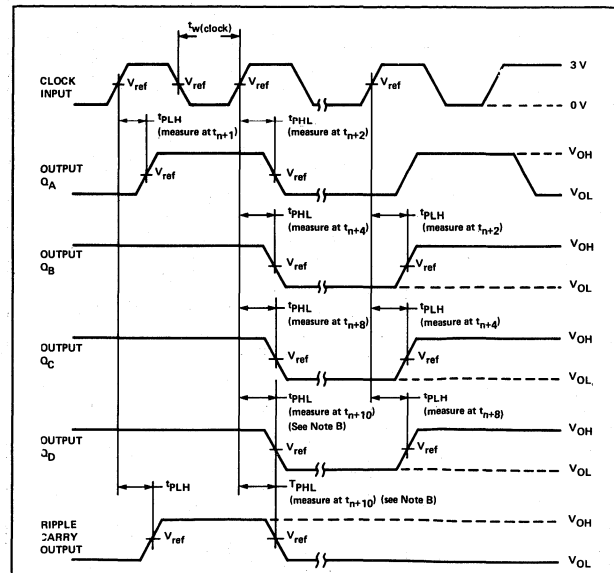 tw(clock)
CLOCK
INPUT
Vref
Vref
Vref
Vref
3 V
0 V
tPLH
(measure at tn+1)
tPHL
(measure at tn+2)
OUTPUT
QA
Vref
Vref
VOH
VOL
tPHL
(measure at tn+4)
tPLH
(measure at tn+2)
OUTPUT
QB
Vref
Vref
VOH
VOL
tPHL
(measure at tn+8)
tPLH
(measure at tn+4)
OUTPUT
QC
Vref
Vref
VOH
VOL
tPHL
(measure at tn+10)
(See Note B)
tPLH
(measure at tn+8)
OUTPUT
QD
Vref
Vref
VOH
VOL
tPLH
TPHL
(measure at tn+10) (see Note B)
RIPPLE
CARRY
OUTPUT
Vref
Vref
VOH
VOL